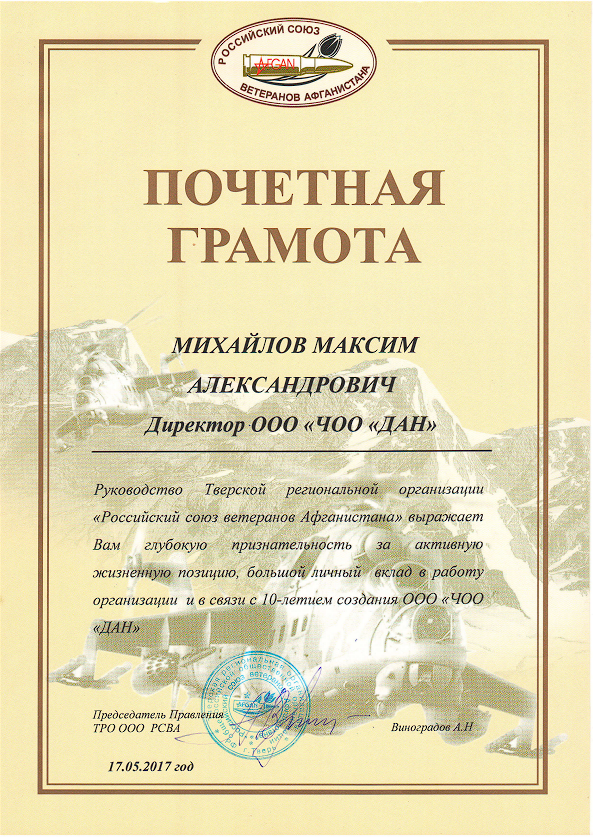 РОССИЙСКИЙ СОЮЗ
AFGAN
ВЕТЕРАНОВ АФГАНИСТАНА
ПОЧЕТНАЯ
ГРАМОТА
МИХАЙЛОВ МАКСИМ
АЛЕКСАНДРОВИЧ
Директор ООО «ЧОО «ДАН»
Руководство Тверской региональной организации
«Российский союз ветеранов Афганистана» выражает
Вам глубокую признательность за активную
жизненную позицию, большой личный вклад в работу
организации и в связи с 10-летием создания ООО «ЧОО
«ДАН»
Председатель Правления
ТРО ООО РСВА
Виноградов А.Н
AFGAN
г.Тверь
17.05.2017 год